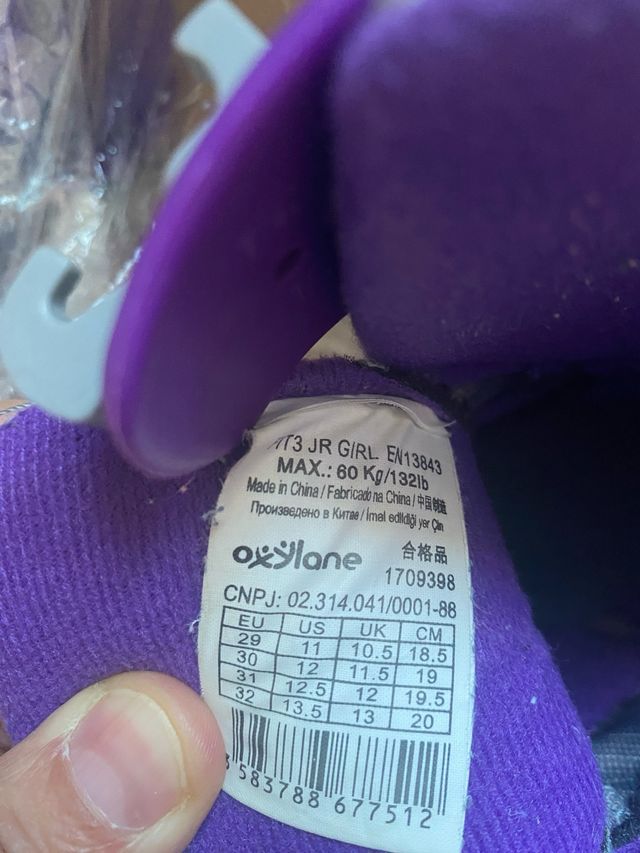 FIT3 JR GIRL EN13843
MAX.: 60 Kg/132lb
Made in China / Fabricado na China / 中国制造
Произведено в Китае / İmal edildiği yer Çin
oxylane 合格品
1709398
CNPJ: 02.314.041/0001-88
EU US UK CM
29 11 10.5 18.5
30 12 11.5 19
31 12.5 12 19.5
32 13.5 13 20
3 583788 677512